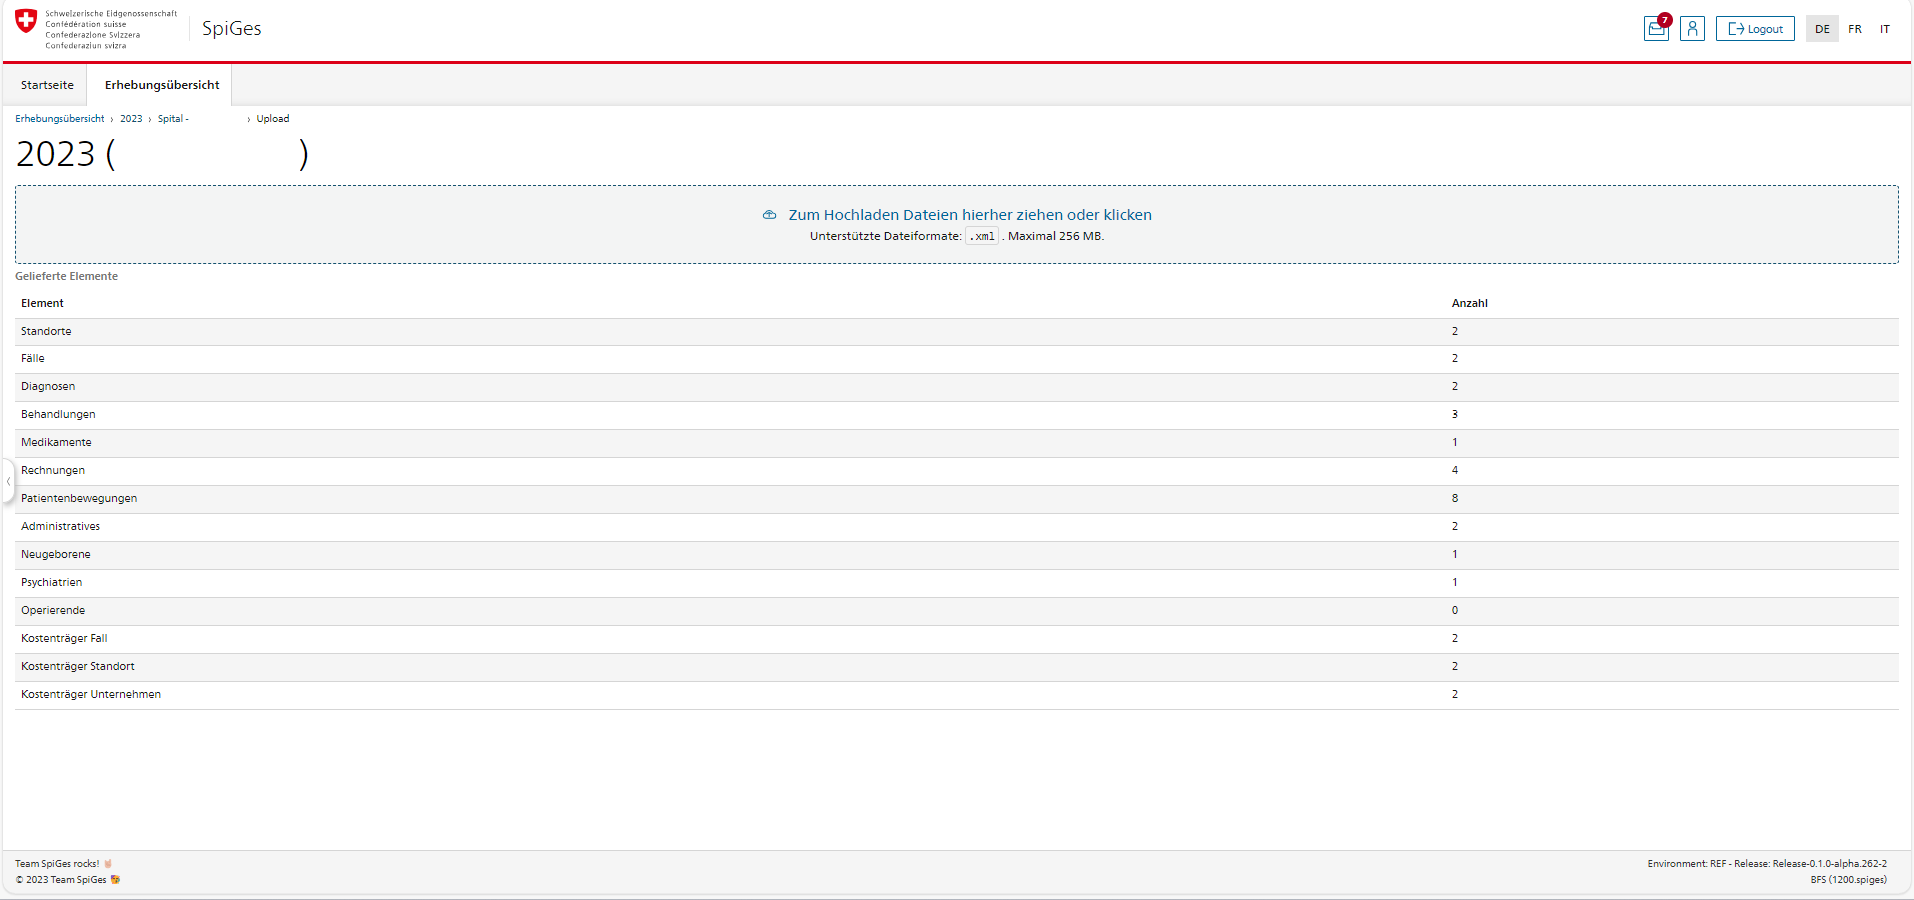 Schweizerische Eidgenossenschaft
Confédération suisse
Confederazione Svizzera
Confederaziun svizra
SpiGes
7
Logout
DE FR IT
Startseite Erhebungsübersicht
Erhebungsübersicht › 2023 › Spital - › Upload
2023 ( )
Zum Hochladen Dateien hierher ziehen oder klicken
Unterstützte Dateiformate: .xml . Maximal 256 MB.
Gelieferte Elemente
Element Anzahl
Standorte 2
Fälle 2
Diagnosen 2
Behandlungen 3
Medikamente 1
Rechnungen 4
Patientenbewegungen 8
Administratives 2
Neugeborene 1
Psychiatrien 1
Operierende 0
Kostenträger Fall 2
Kostenträger Standort 2
Kostenträger Unternehmen 2
Team SpiGes rocks! 🤘🏻 Environment: REF - Release: Release-0.1.0-alpha.262-2
© 2023 Team SpiGes BFS (1200.spiges)